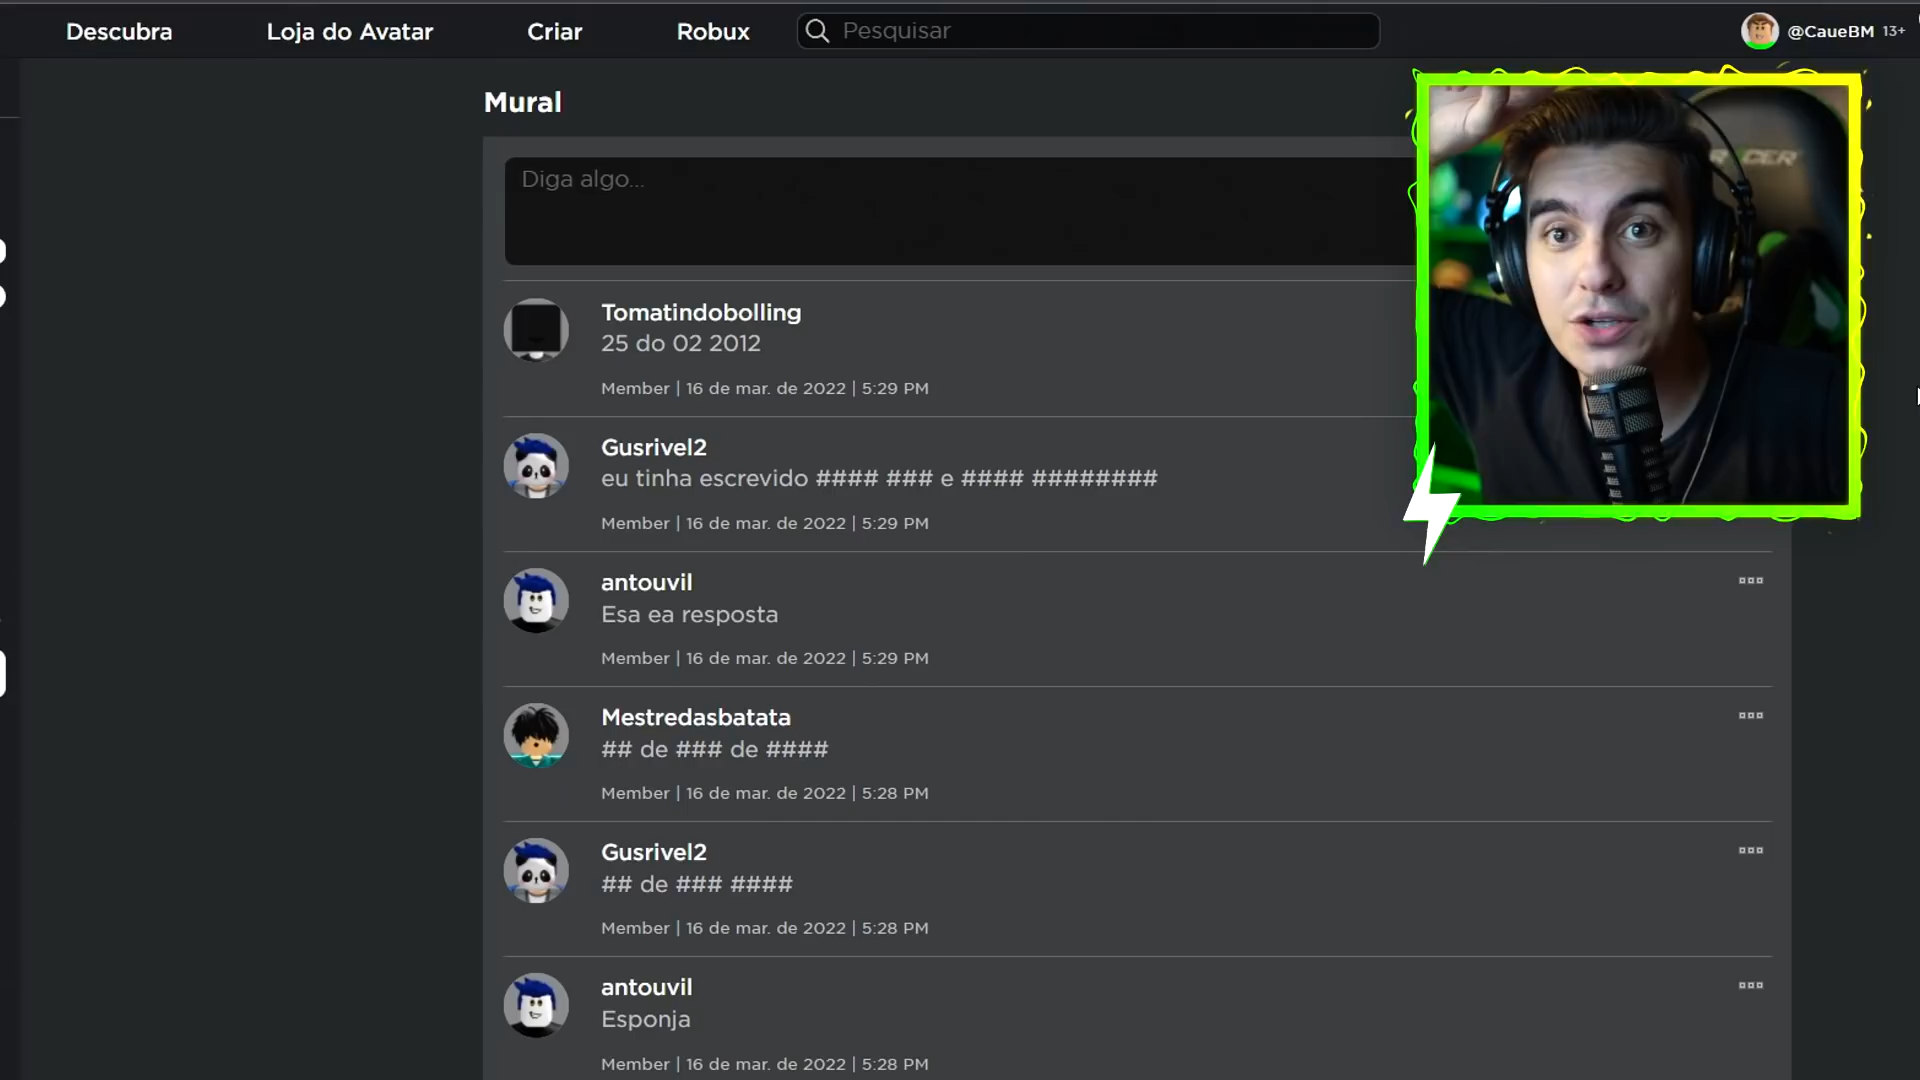 Descubra
Loja do Avatar
Criar
Robux
Pesquisar
@CaueBM 13+
Mural
Diga algo...
Tomatindobolling
25 do 02 2012
Member | 16 de mar. de 2022 | 5:29 PM
Gusrivel2
eu tinha escrevido #### ### e #### ########
Member | 16 de mar. de 2022 | 5:29 PM
antouvil
Esa ea resposta
Member | 16 de mar. de 2022 | 5:29 PM
Mestredasbatata
## de ### de ####
Member | 16 de mar. de 2022 | 5:28 PM
Gusrivel2
## de ### ####
Member | 16 de mar. de 2022 | 5:28 PM
antouvil
Esponja
Member | 16 de mar. de 2022 | 5:28 PM